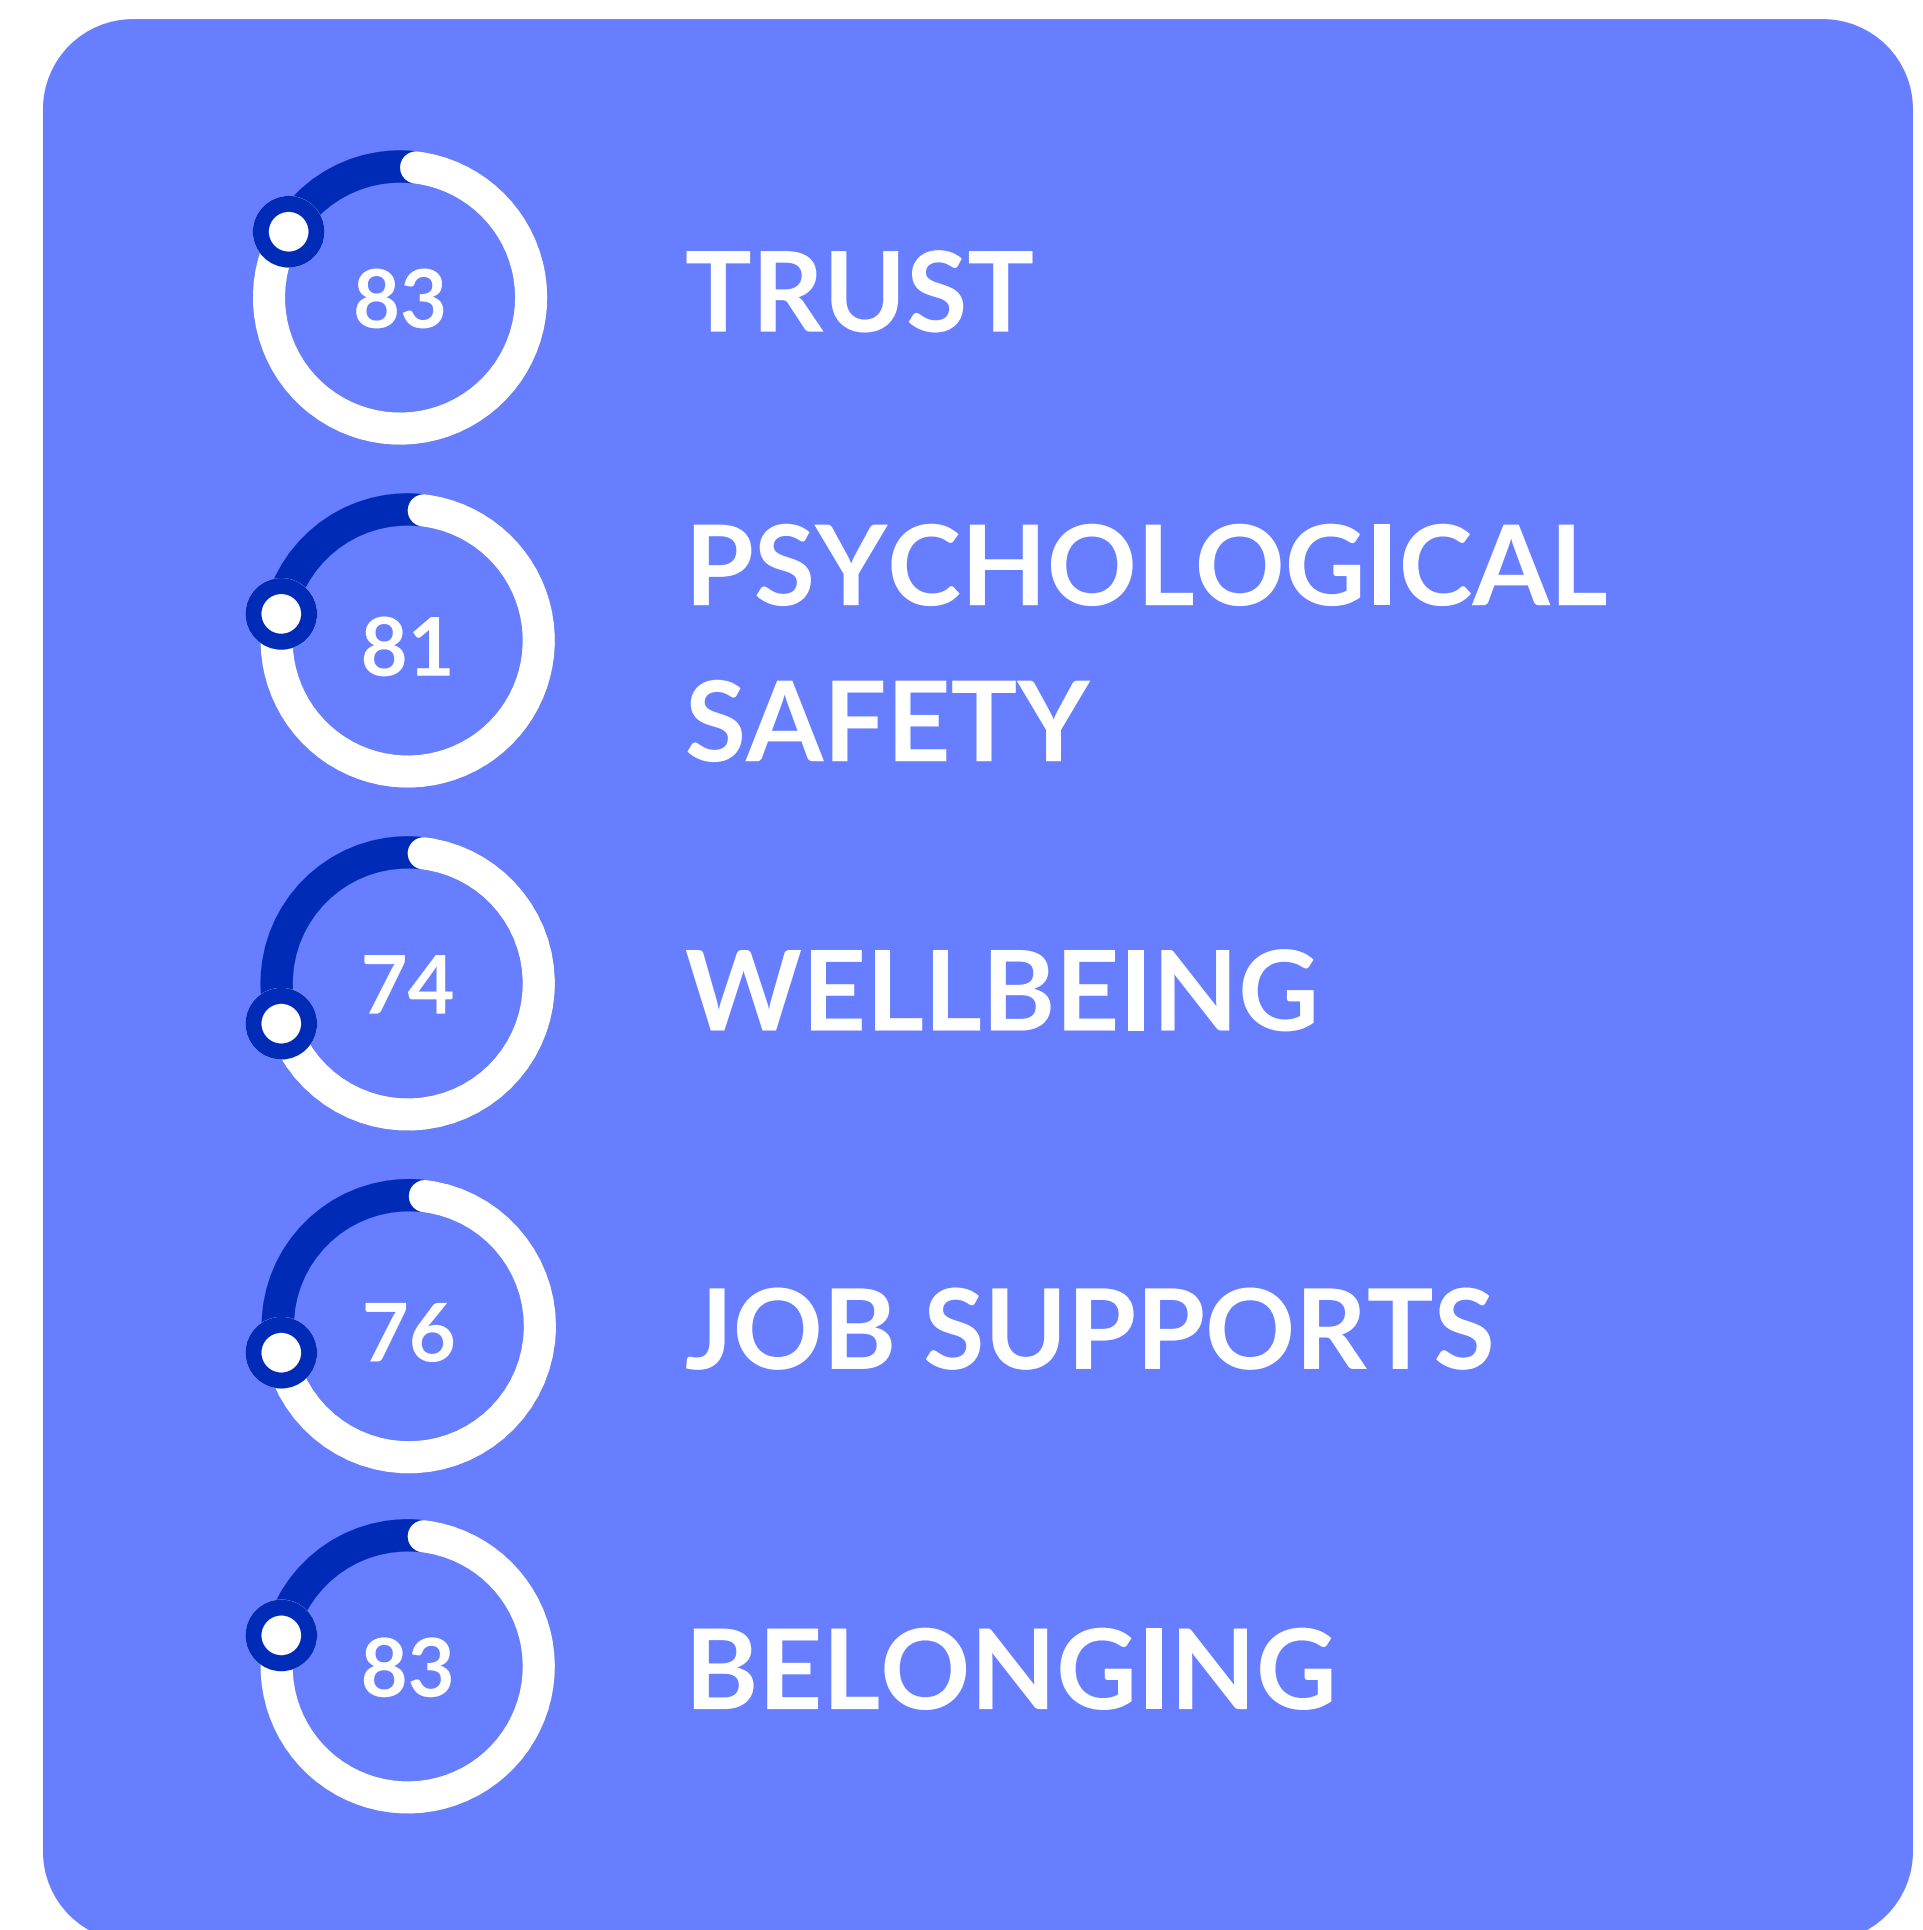 83
TRUST
81
PSYCHOLOGICAL
SAFETY
74
WELLBEING
76
JOB SUPPORTS
83
BELONGING